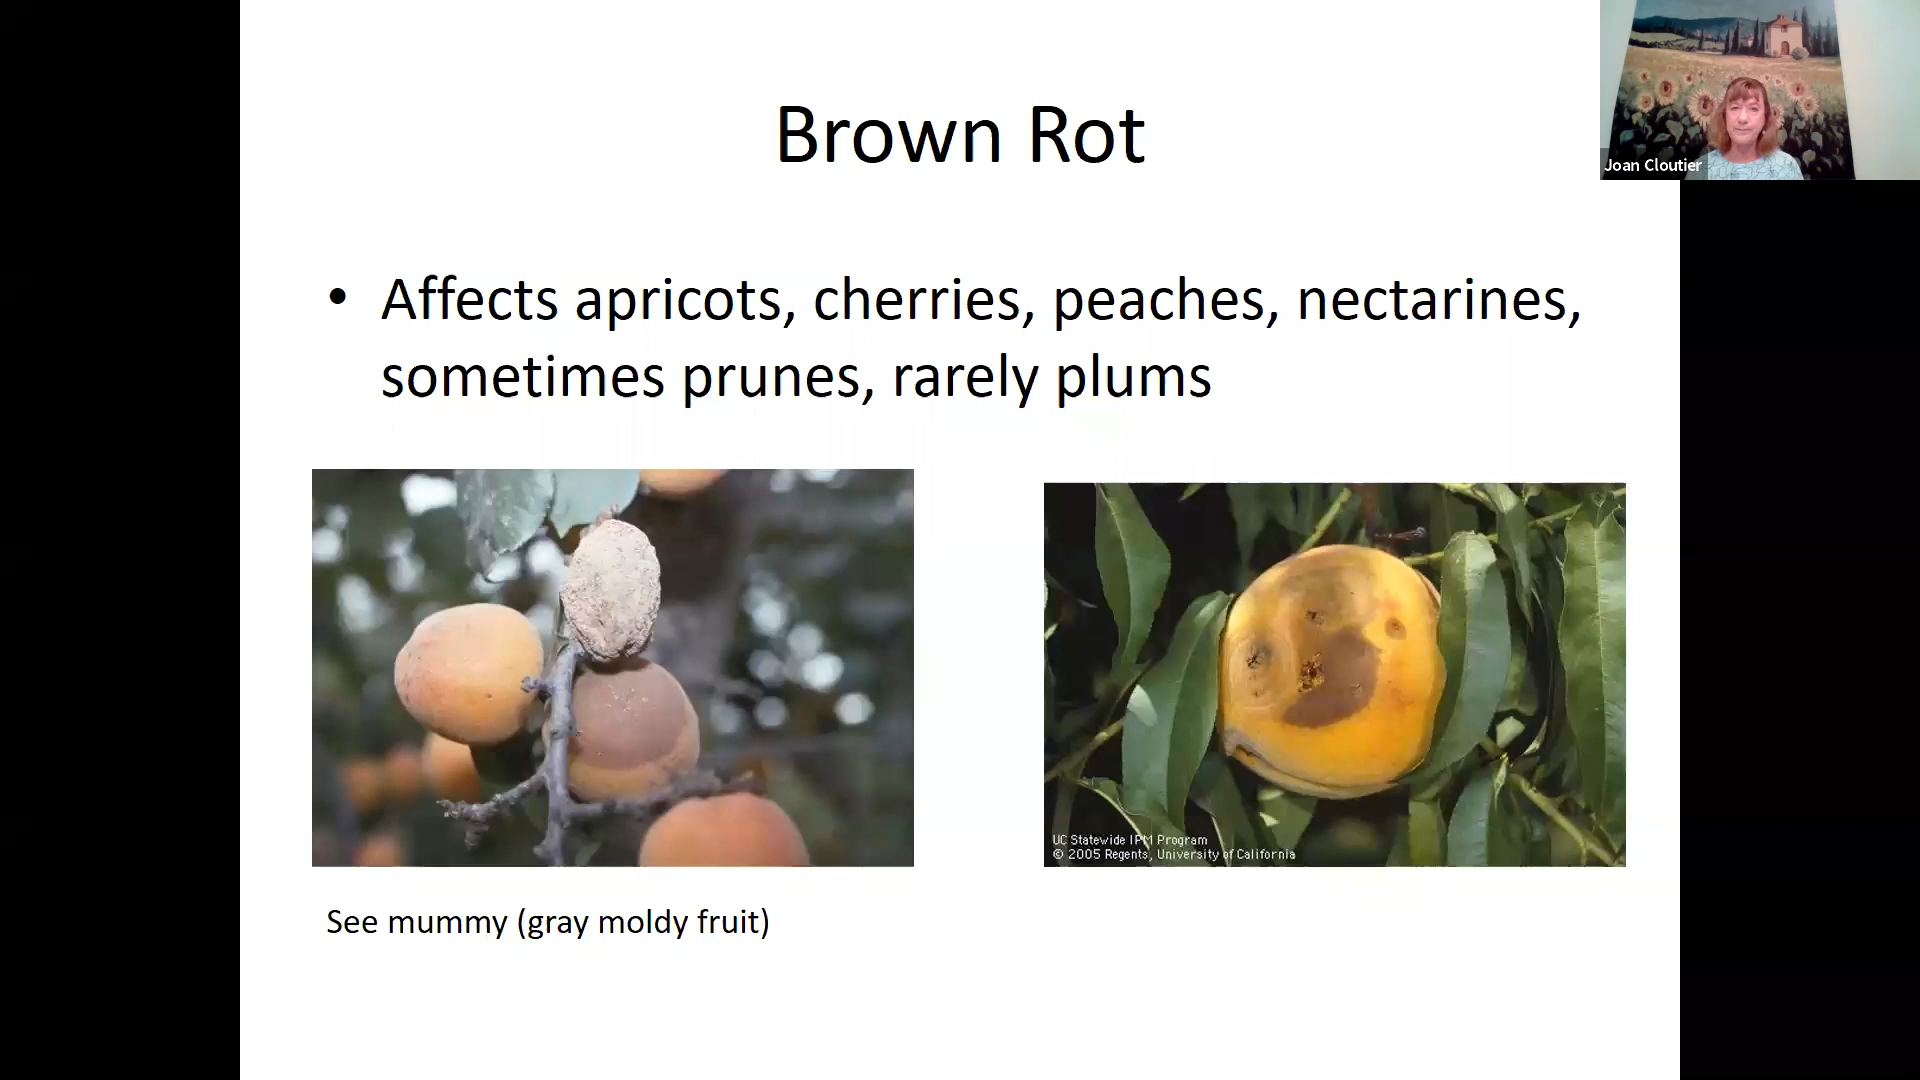 Brown Rot
Joan Cloutier
• Affects apricots, cherries, peaches, nectarines,
sometimes prunes, rarely plums
UC Statewide IPM Program
© 2005 Regents, University of California
See mummy (gray moldy fruit)